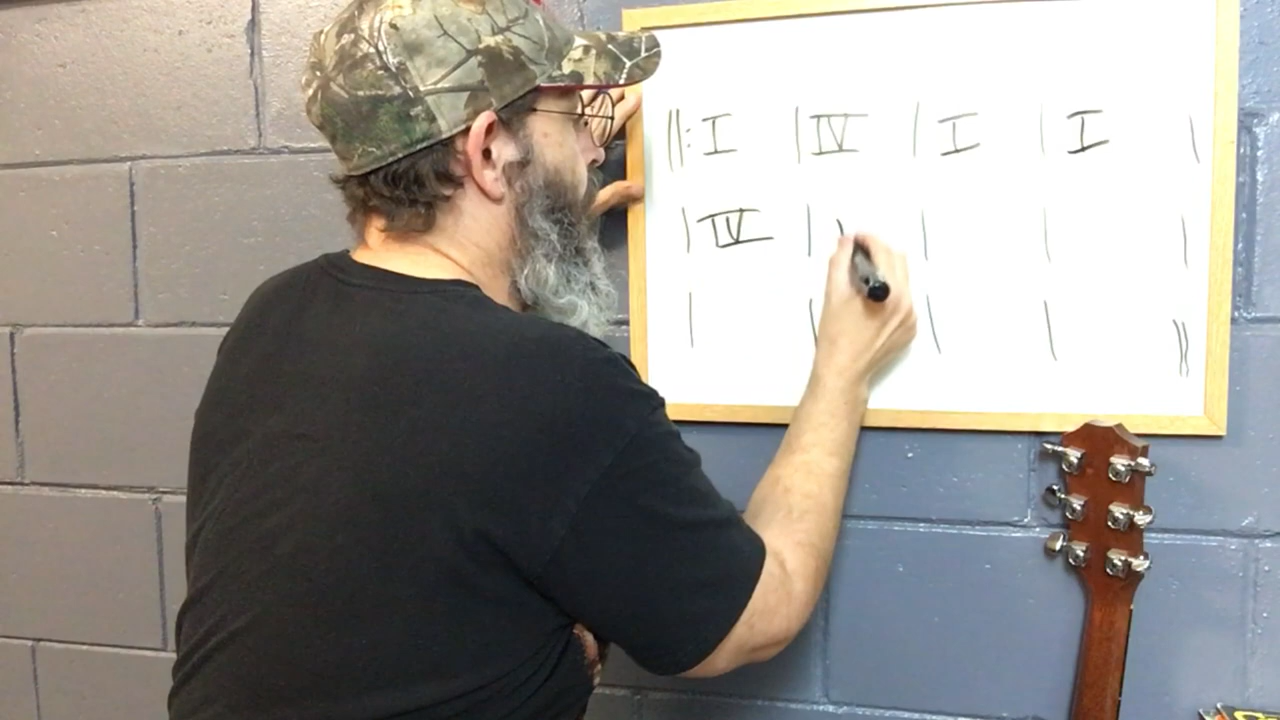 ||: I | IV | I | I |
| IV | | | |
| | | | ||